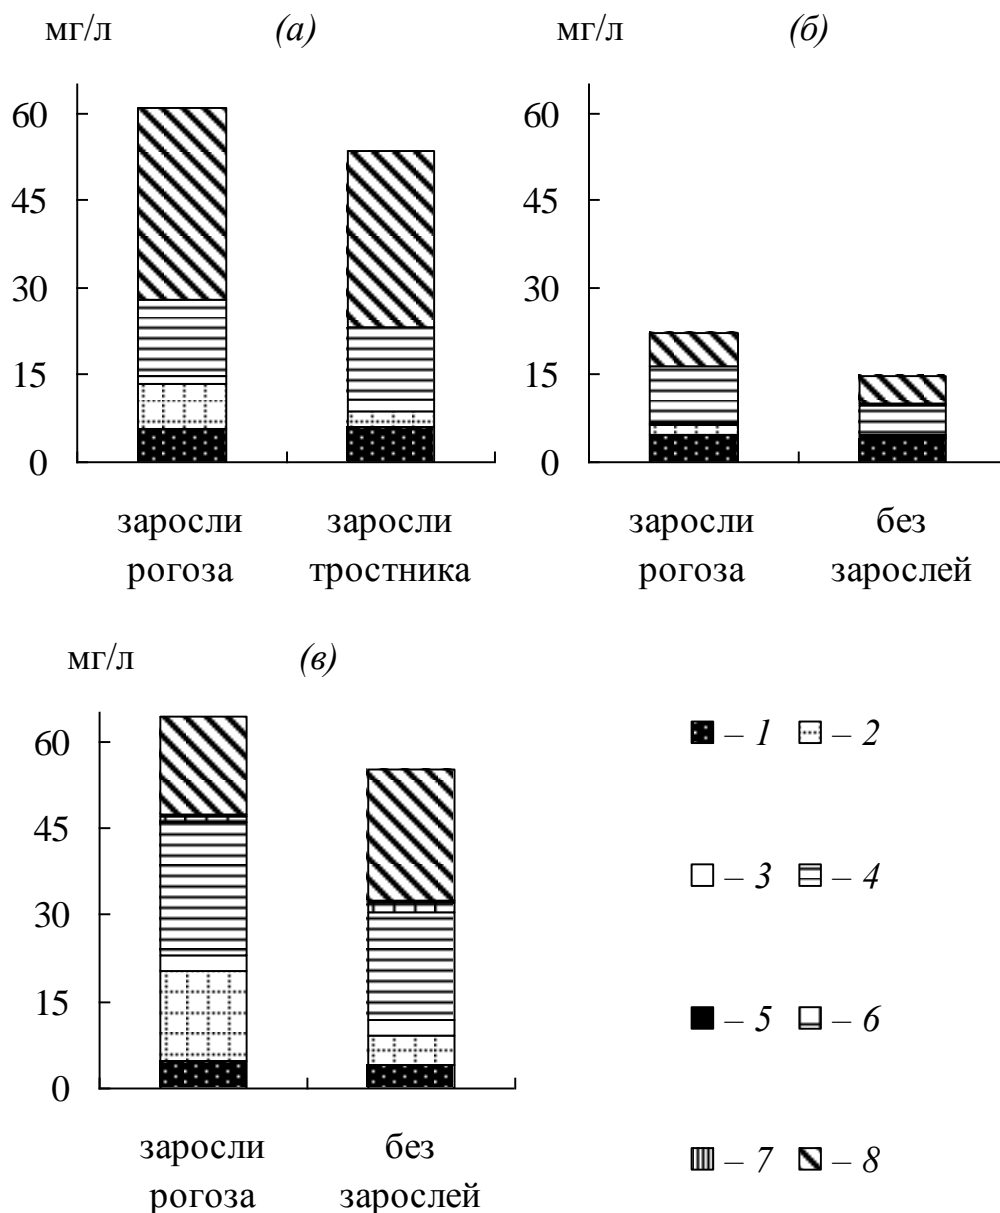 мг/л (а)
60
45
30
15
0
заросли рогоза
заросли тростника
мг/л (б)
60
45
30
15
0
заросли рогоза
без зарослей
мг/л (в)
60
45
30
15
0
заросли рогоза
без зарослей
– 1 – 2
– 3 – 4
– 5 – 6
– 7 – 8